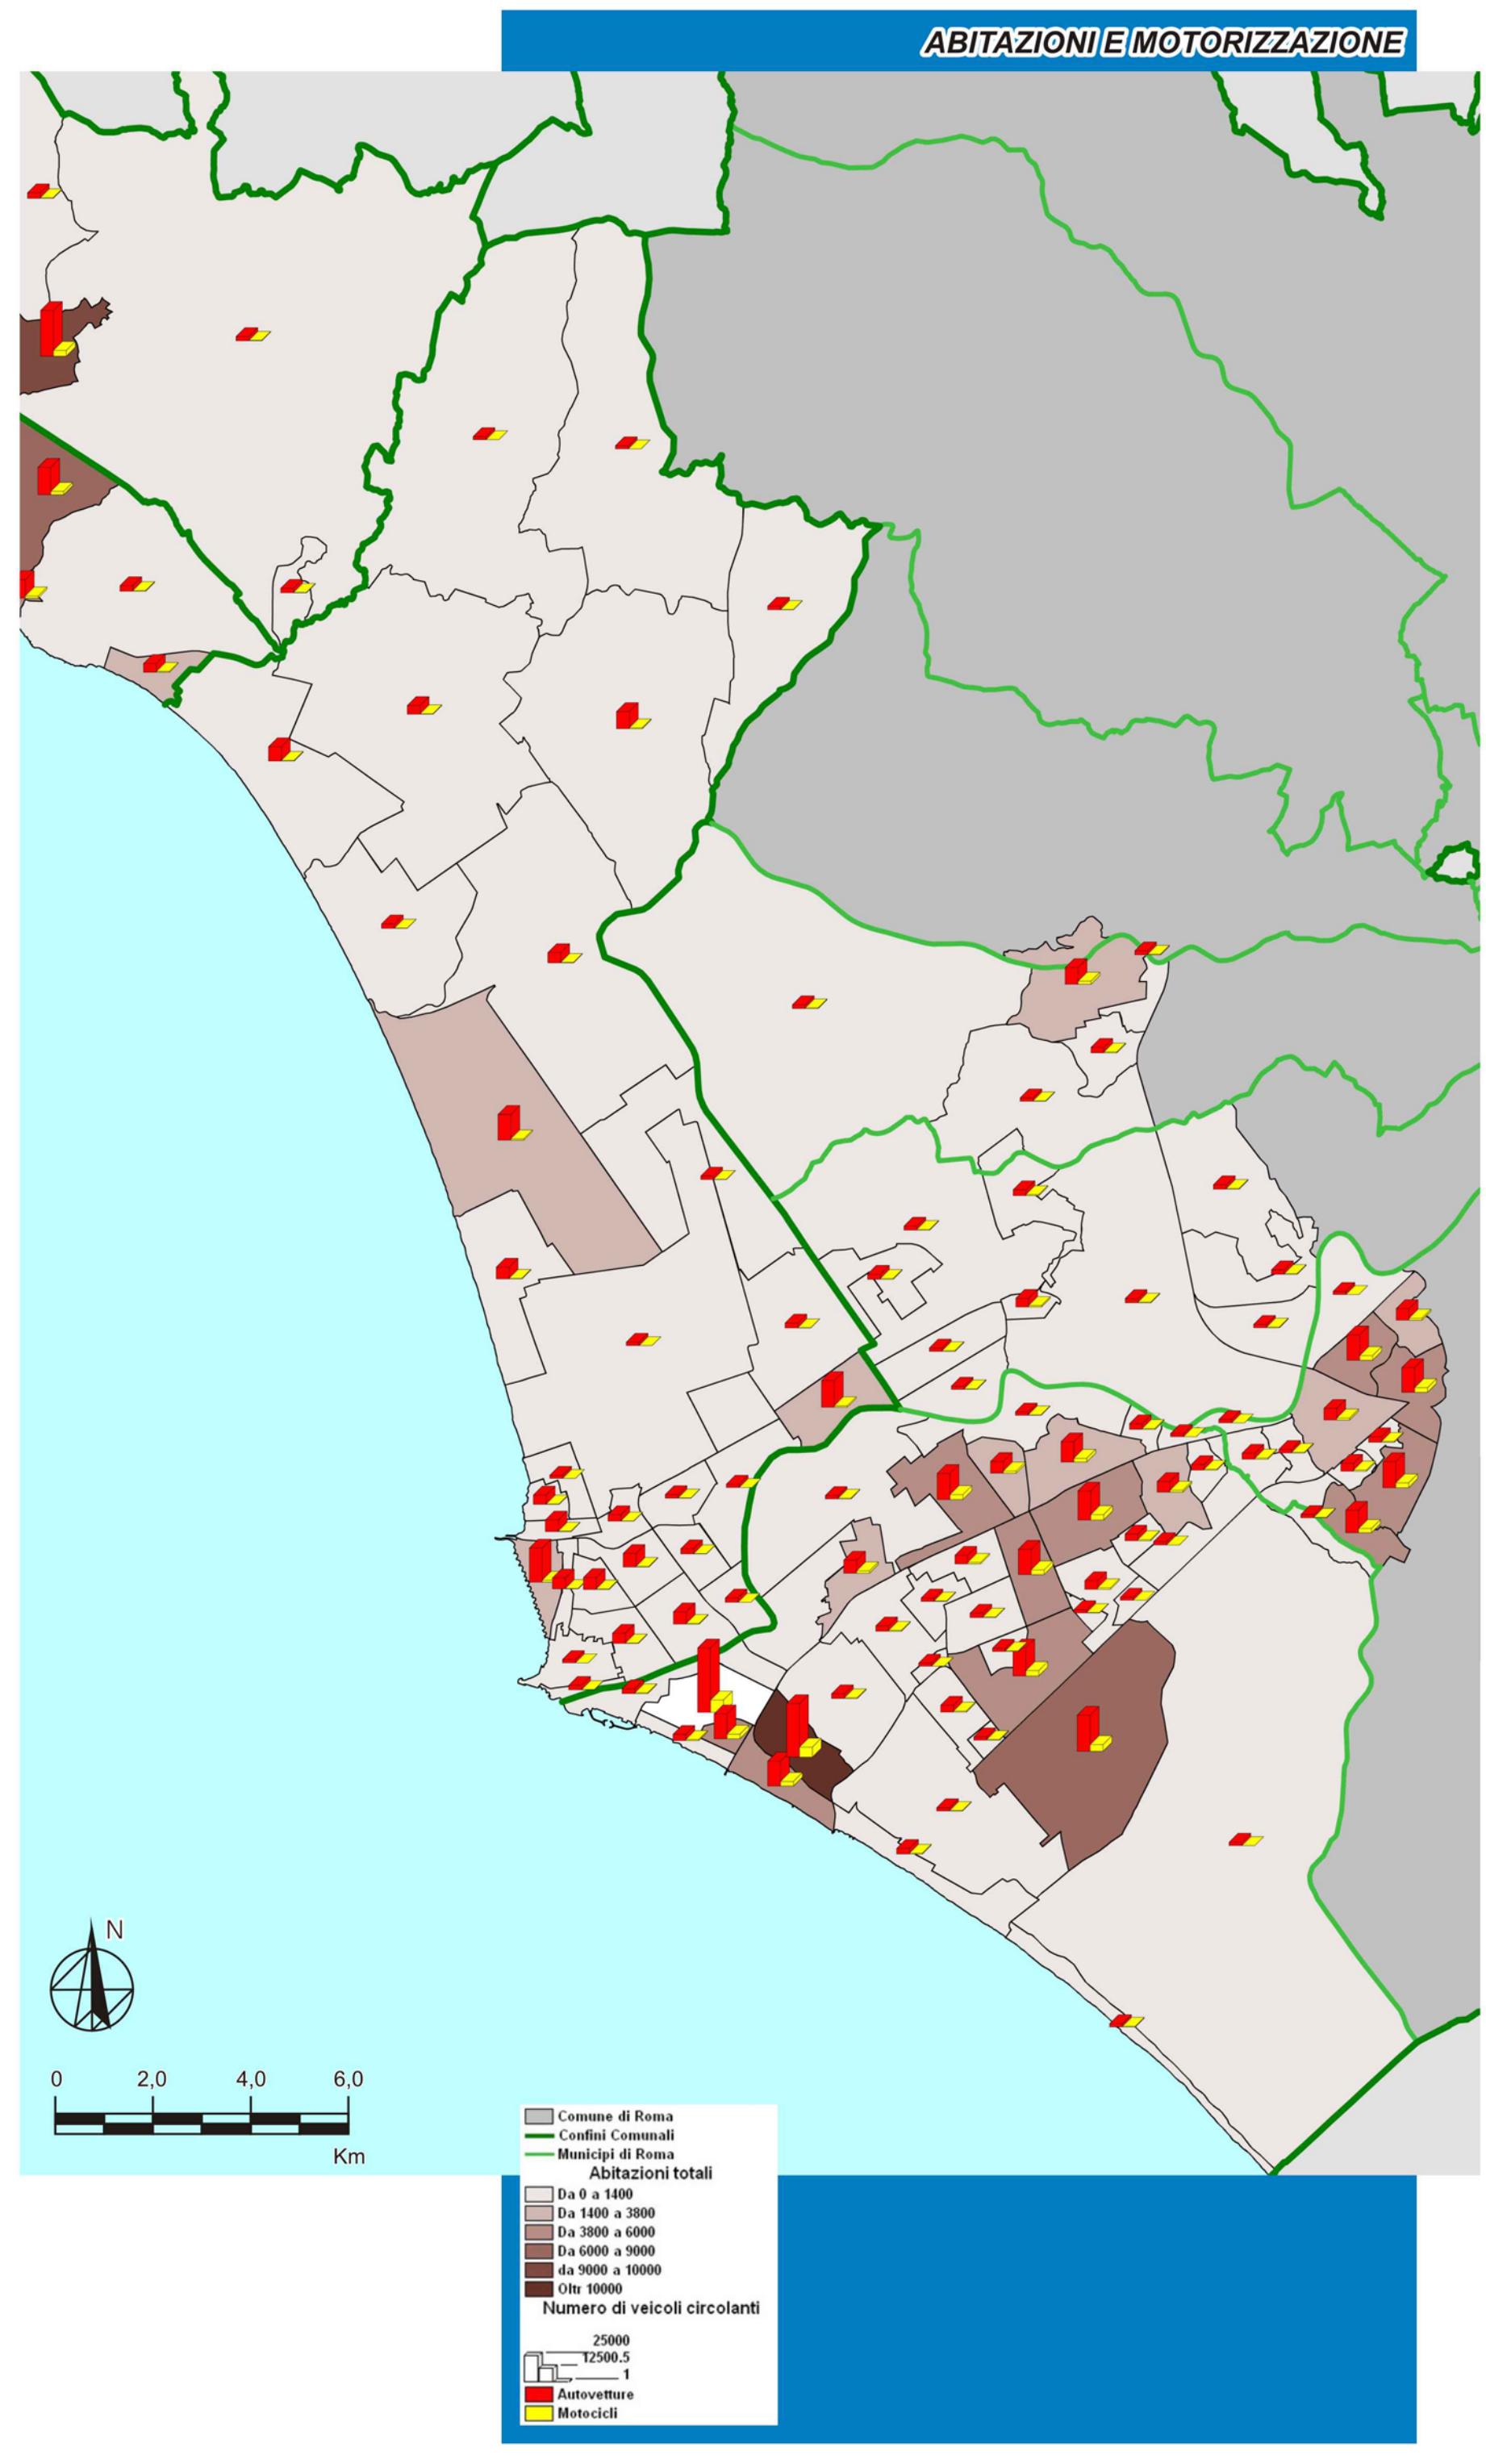 ABITAZIONI E MOTORIZZAZIONE
N
0 2,0 4,0 6,0
Km
Comune di Roma
Confini Comunali
Municipi di Roma
Abitazioni totali
Da 0 a 1400
Da 1400 a 3800
Da 3800 a 6000
Da 6000 a 9000
da 9000 a 10000
Oltr 10000
Numero di veicoli circolanti
25000
12500.5
1
Autovetture
Motocicli